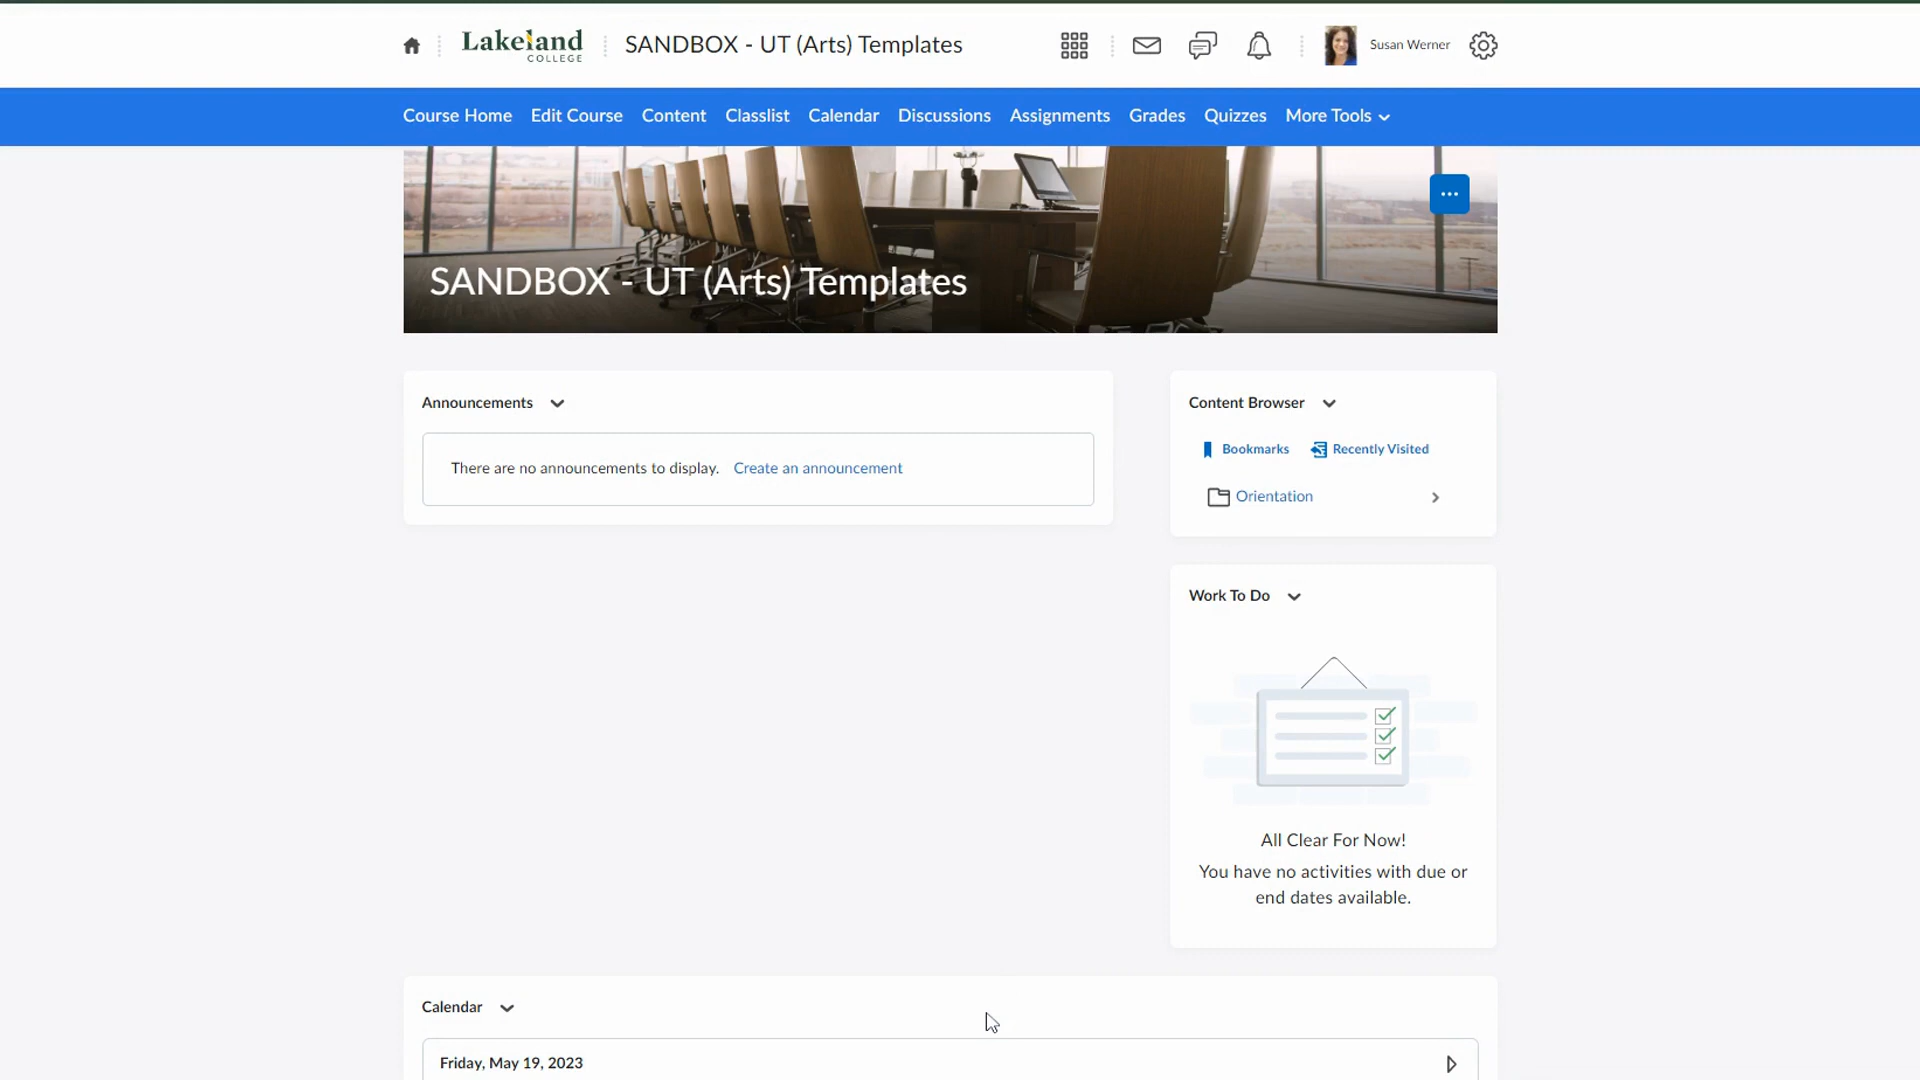 Lakeland
COLLEGE
SANDBOX - UT (Arts) Templates
Susan Werner
Course Home Edit Course Content Classlist Calendar Discussions Assignments Grades Quizzes More Tools
SANDBOX - UT (Arts) Templates
Announcements
There are no announcements to display. Create an announcement
Content Browser
Bookmarks Recently Visited
Orientation
Work To Do
All Clear For Now!
You have no activities with due or
end dates available.
Calendar
Friday, May 19, 2023